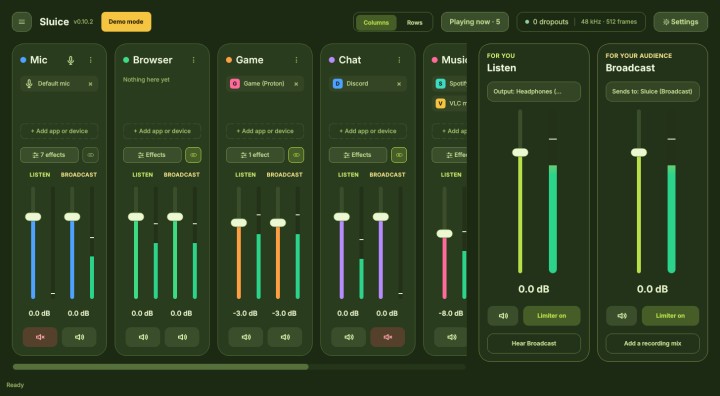 Sluice v0.10.2 Demo mode Columns Rows Playing now · 5 0 dropouts 48 kHz · 512 frames Settings
Mic
Default mic ×
+ Add app or device
7 effects
LISTEN BROADCAST
0.0 dB 0.0 dB
Browser
Nothing here yet
+ Add app or device
Effects
LISTEN BROADCAST
0.0 dB 0.0 dB
Game
G Game (Proton) ×
+ Add app or device
1 effect
LISTEN BROADCAST
-3.0 dB -3.0 dB
Chat
D Discord ×
+ Add app or device
Effects
LISTEN BROADCAST
0.0 dB 0.0 dB
Music
S Spotif
V VLC m
+ Add app
Effe
LISTEN
-8.0 dB
FOR YOU
Listen
Output: Headphones (...
0.0 dB
Limiter on
Hear Broadcast
FOR YOUR AUDIENCE
Broadcast
Sends to: Sluice (Broadcast)
0.0 dB
Limiter on
Add a recording mix
Ready